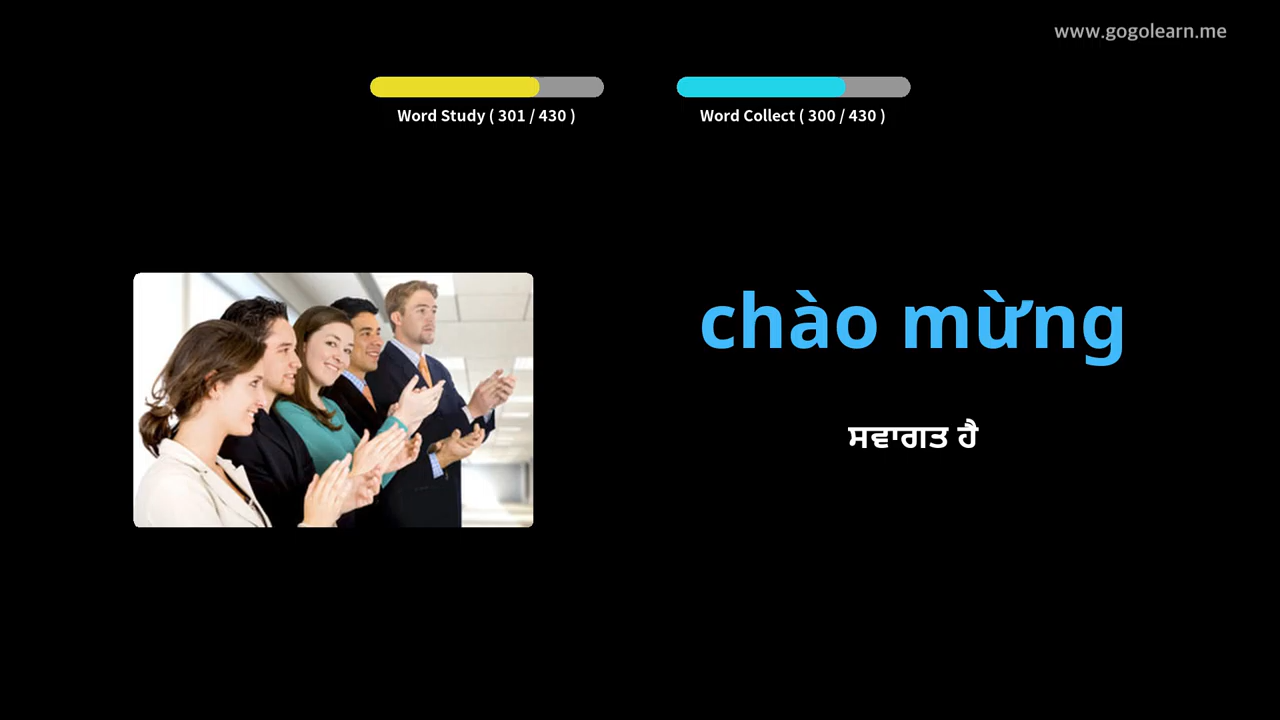 www.gogolearn.me
Word Study ( 301 / 430 )
Word Collect ( 300 / 430 )
chào mừng
ਸਵਾਗਤ ਹੈ